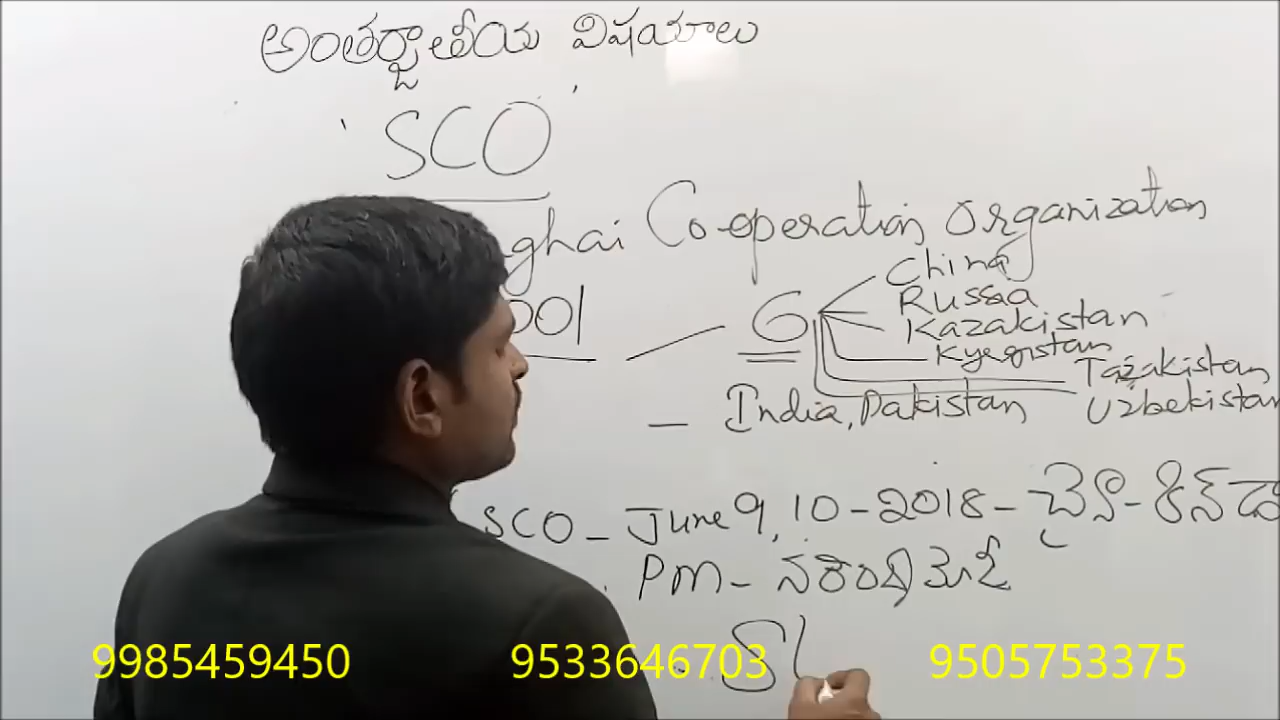 అంతర్జాతీయ విషయాలు
'SCO'
ghai Co-operation Organization
001 — 6
China
Russia
Kazakistan
Kyrgistan
Tazakistan
Uzbekistan
— India, Pakistan
SCO - June 9, 10 - 2018 - చైనా - కిన్ డా
PM - నరేంద్ర మోదీ
9985459450 9533646703 9505753375